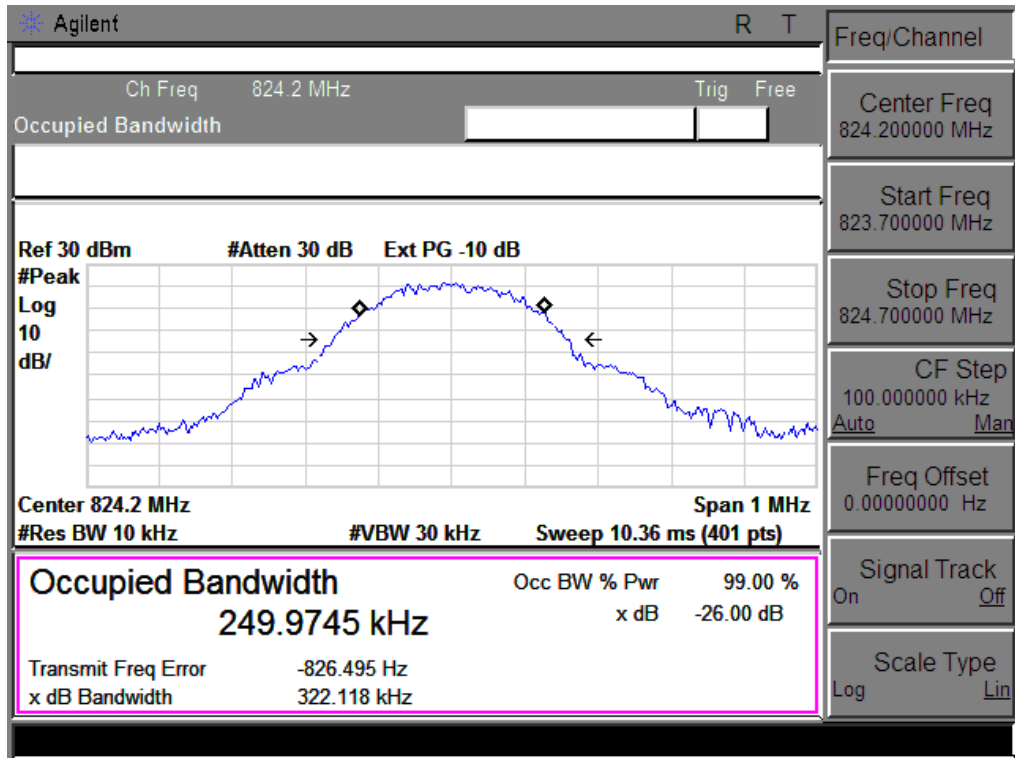 Agilent R T
Ch Freq 824.2 MHz Trig Free
Occupied Bandwidth
Ref 30 dBm #Atten 30 dB Ext PG -10 dB
#Peak
Log
10
dB/
Center 824.2 MHz Span 1 MHz
#Res BW 10 kHz #VBW 30 kHz Sweep 10.36 ms (401 pts)
Occupied Bandwidth Occ BW % Pwr 99.00 %
249.9745 kHz x dB -26.00 dB
Transmit Freq Error -826.495 Hz
x dB Bandwidth 322.118 kHz
Freq/Channel
Center Freq
824.200000 MHz
Start Freq
823.700000 MHz
Stop Freq
824.700000 MHz
CF Step
100.000000 kHz
Auto Man
Freq Offset
0.00000000 Hz
Signal Track
On Off
Scale Type
Log Lin